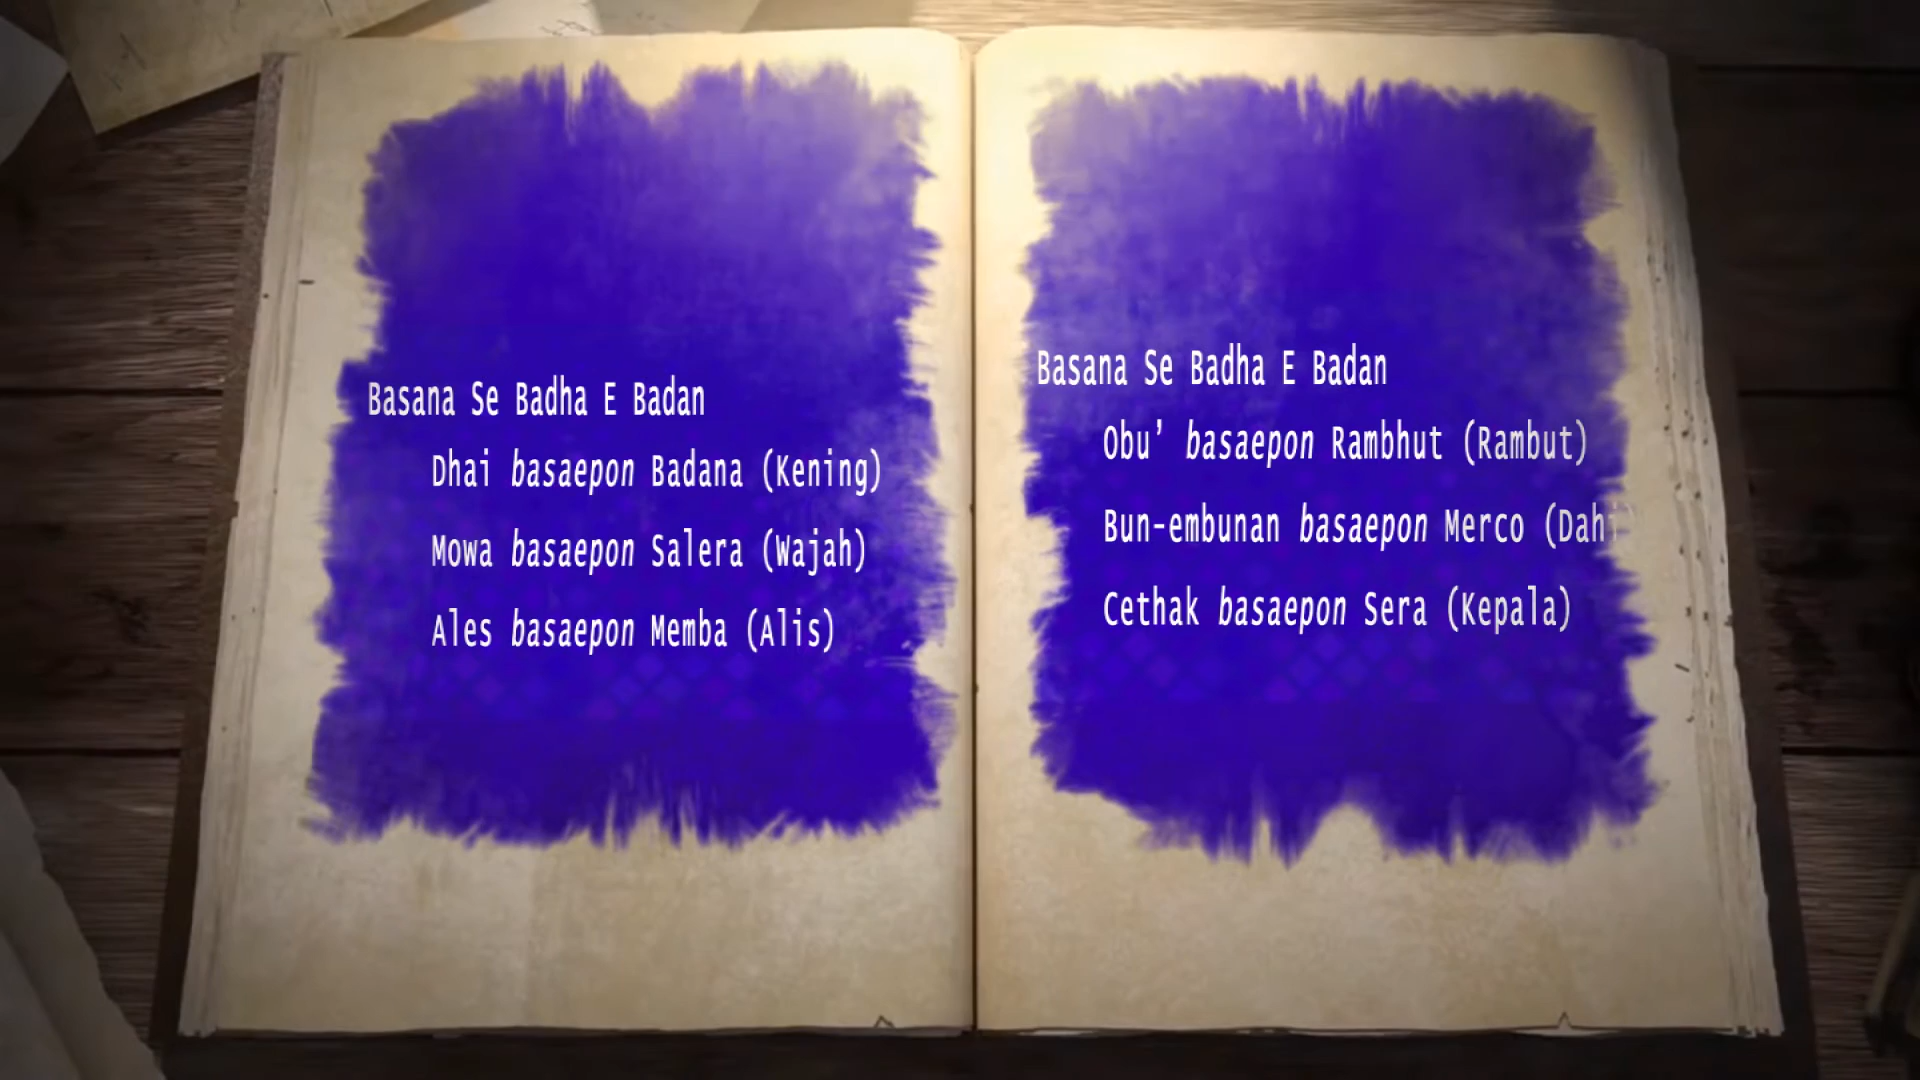 Basana Se Badha E Badan
Dhai basaepon Badana (Kening)
Mowa basaepon Salera (Wajah)
Ales basaepon Memba (Alis)
Basana Se Badha E Badan
Obu’ basaepon Rambhut (Rambut)
Bun-embunan basaepon Merco (Dahi)
Cethak basaepon Sera (Kepala)